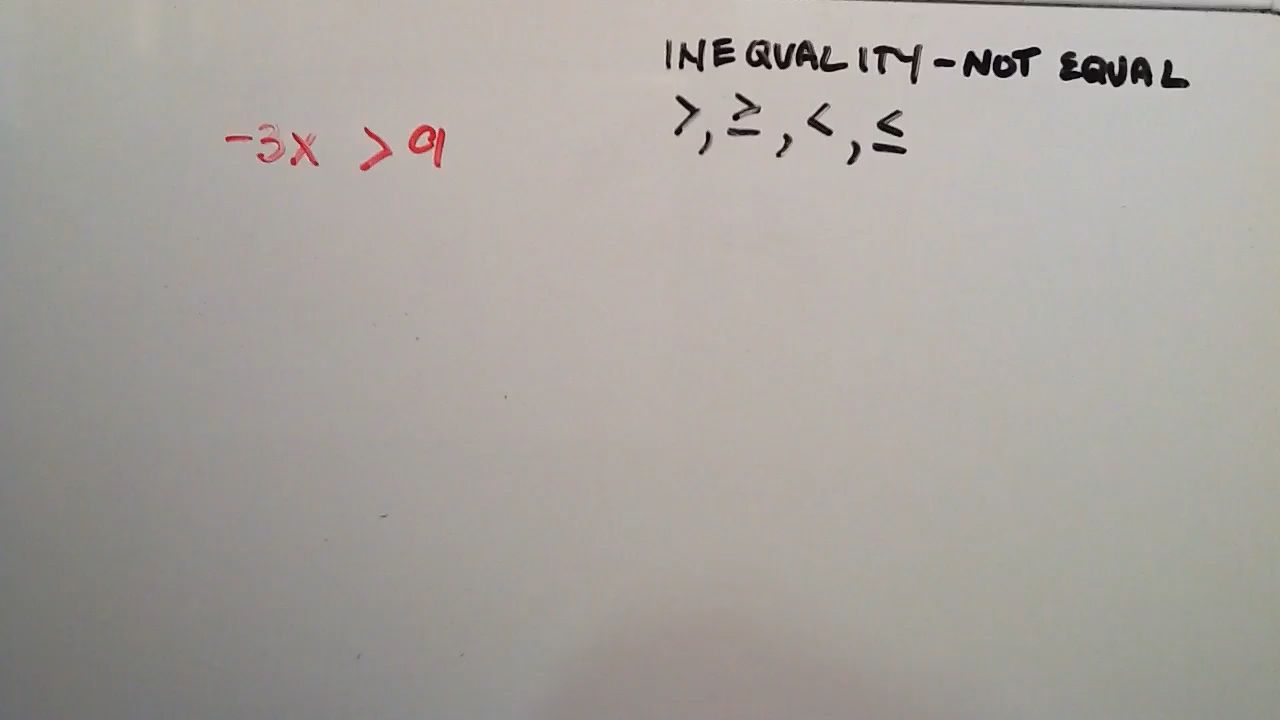 INEQUALITY - NOT EQUAL
-3x > 9
>, ≥, <, ≤